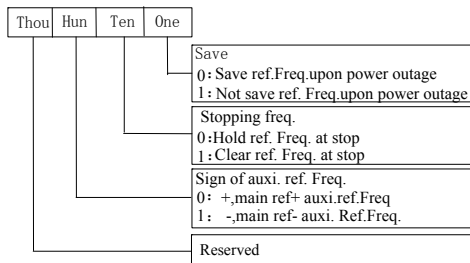 Thou Hun Ten One
Save
0: Save ref.Freq.upon power outage
1: Not save ref. Freq.upon power outage
Stopping freq.
0:Hold ref. Freq. at stop
1:Clear ref. Freq. at stop
Sign of auxi. ref. Freq.
0: +,main ref+ auxi.ref.Freq
1: -,main ref- auxi. Ref.Freq.
Reserved